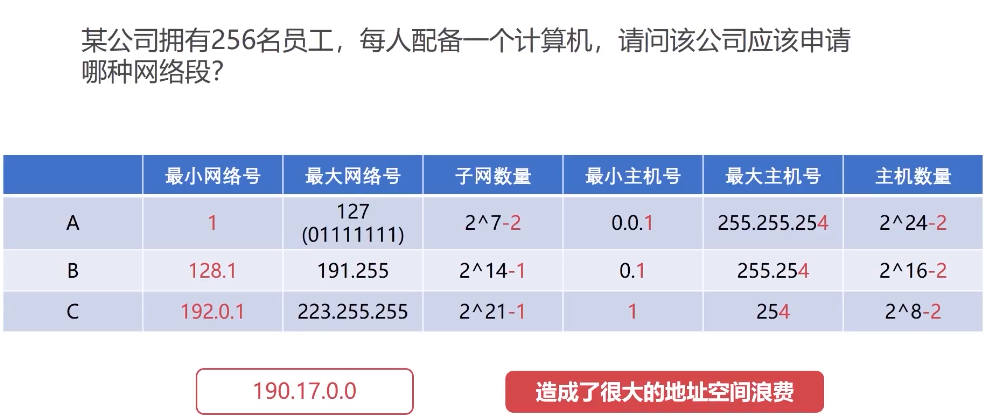 某公司拥有256名员工，每人配备一个计算机，请问该公司应该申请
哪种网络段？
最小网络号 最大网络号 子网数量 最小主机号 最大主机号 主机数量
A 1 127 (01111111) 2^7-2 0.0.1 255.255.254 2^24-2
B 128.1 191.255 2^14-1 0.1 255.254 2^16-2
C 192.0.1 223.255.255 2^21-1 1 254 2^8-2
190.17.0.0 造成了很大的地址空间浪费